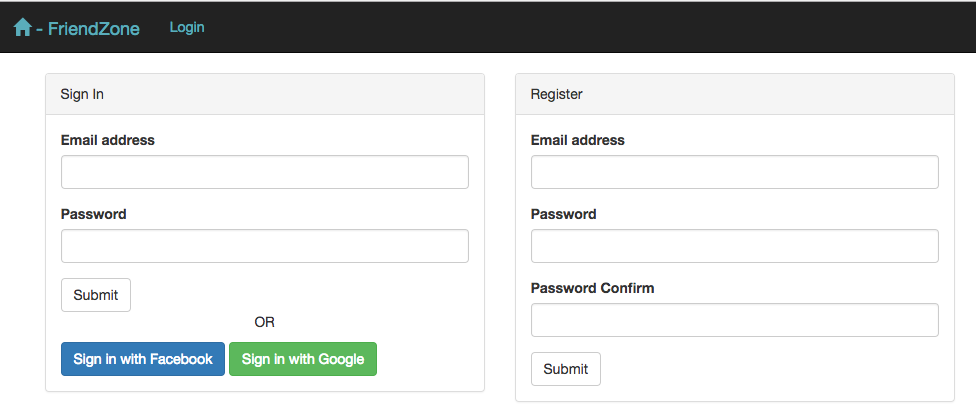 - FriendZone Login
Sign In
Email address
Password
Submit
OR
Sign in with Facebook Sign in with Google
Register
Email address
Password
Password Confirm
Submit